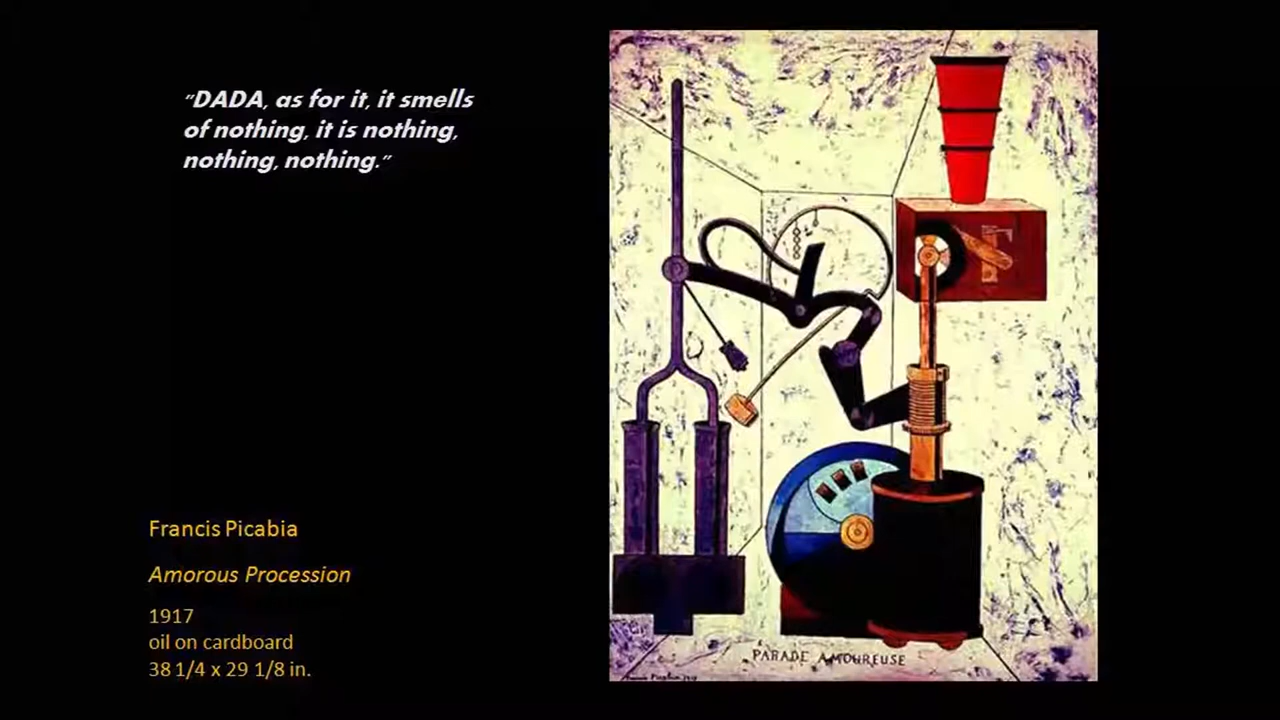 "DADA, as for it, it smells
of nothing, it is nothing,
nothing, nothing."
Francis Picabia
Amorous Procession
1917
oil on cardboard
38 1/4 x 29 1/8 in.
PARADE AMOUREUSE